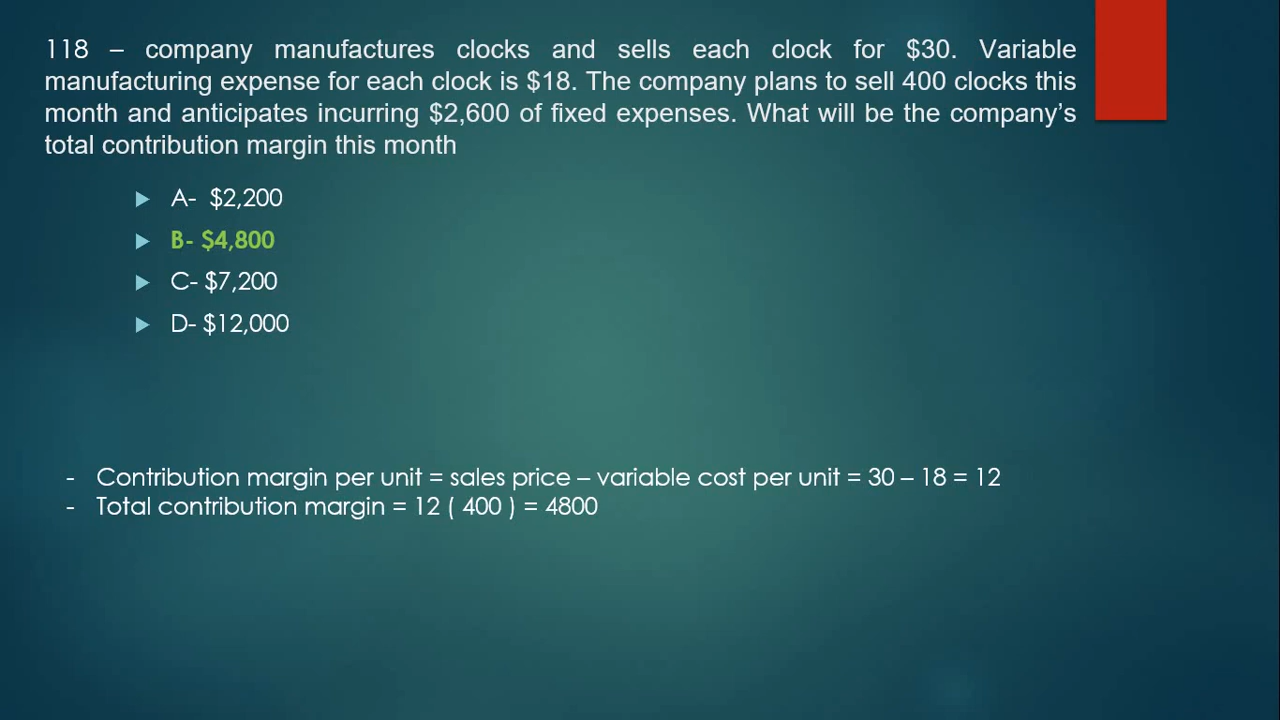 118 – company manufactures clocks and sells each clock for $30. Variable
manufacturing expense for each clock is $18. The company plans to sell 400 clocks this
month and anticipates incurring $2,600 of fixed expenses. What will be the company’s
total contribution margin this month
A- $2,200
B- $4,800
C- $7,200
D- $12,000
- Contribution margin per unit = sales price – variable cost per unit = 30 – 18 = 12
- Total contribution margin = 12 ( 400 ) = 4800